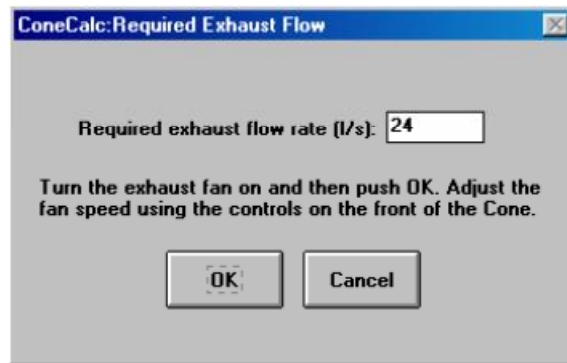 ConeCalc:Required Exhaust Flow
Required exhaust flow rate (l/s): 24
Turn the exhaust fan on and then push OK. Adjust the
fan speed using the controls on the front of the Cone.
OK Cancel